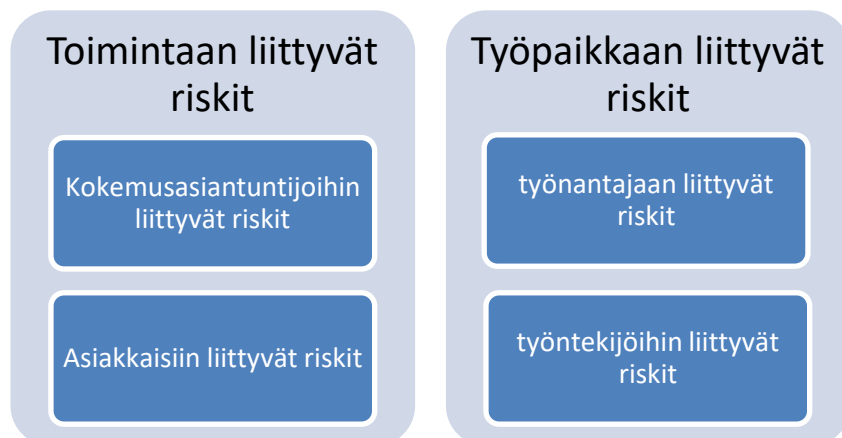 Toimintaan liittyvät
riskit
Kokemusasiantuntijoihin
liittyvät riskit
Asiakkaisiin liittyvät riskit
Työpaikkaan liittyvät
riskit
työnantajaan liittyvät
riskit
työntekijöihin liittyvät
riskit